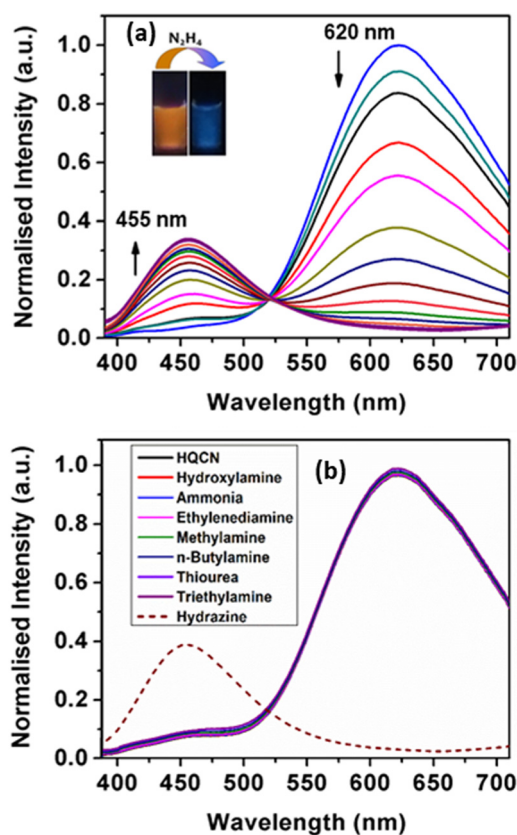 (a)
N₂H₄
620 nm
455 nm
Normalised Intensity (a.u.)
1.0
0.8
0.6
0.4
0.2
0.0
400 450 500 550 600 650 700
Wavelength (nm)
(b)
HQCN
Hydroxylamine
Ammonia
Ethylenediamine
Methylamine
n-Butylamine
Thiourea
Triethylamine
Hydrazine
Normalised Intensity (a.u.)
1.0
0.8
0.6
0.4
0.2
0.0
400 450 500 550 600 650 700
Wavelength (nm)